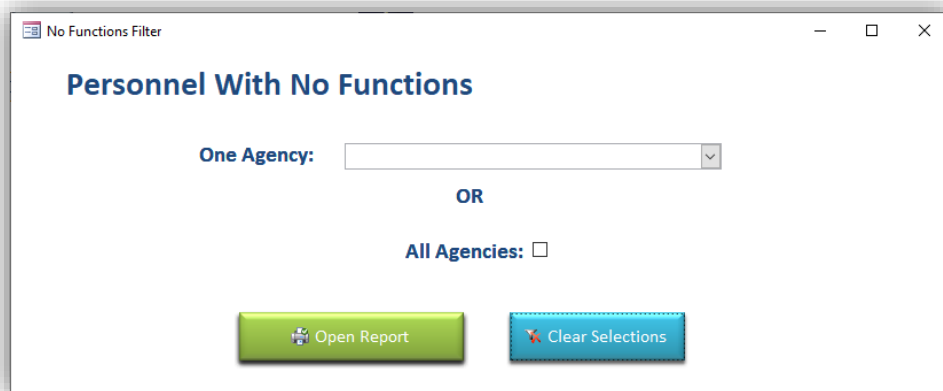 No Functions Filter
Personnel With No Functions
One Agency:
OR
All Agencies:
Open Report
Clear Selections